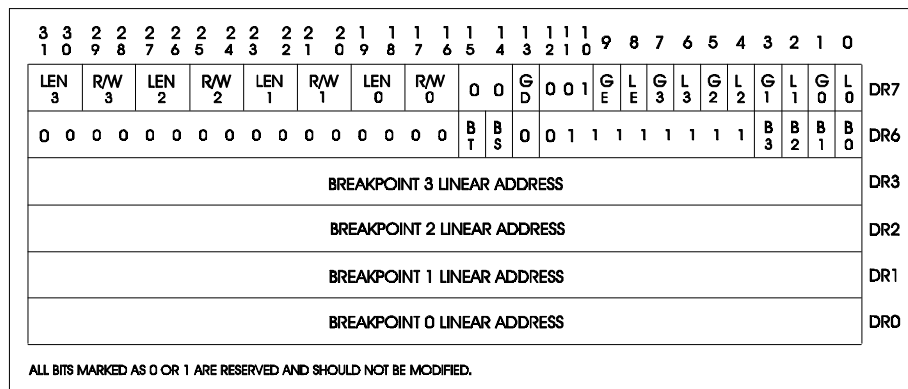 3 3 2 2 2 2 2 2 2 2 2 2 1 1 1 1 1 1 1 1 1 1 9 8 7 6 5 4 3 2 1 0
1 0 9 8 7 6 5 4 3 2 1 0 9 8 7 6 5 4 3 2 1 0
LEN R/W LEN R/W LEN R/W LEN R/W 0 0 G 0 0 1 G L G L G L G L G L DR7
3 3 2 2 1 1 0 0 D E E 3 3 2 2 1 1 0 0
0 0 0 0 0 0 0 0 0 0 0 0 0 0 0 0 B B 0 0 1 1 1 1 1 1 1 1 B B B B DR6
T S 3 2 1 0
BREAKPOINT 3 LINEAR ADDRESS DR3
BREAKPOINT 2 LINEAR ADDRESS DR2
BREAKPOINT 1 LINEAR ADDRESS DR1
BREAKPOINT 0 LINEAR ADDRESS DR0
ALL BITS MARKED AS 0 OR 1 ARE RESERVED AND SHOULD NOT BE MODIFIED.